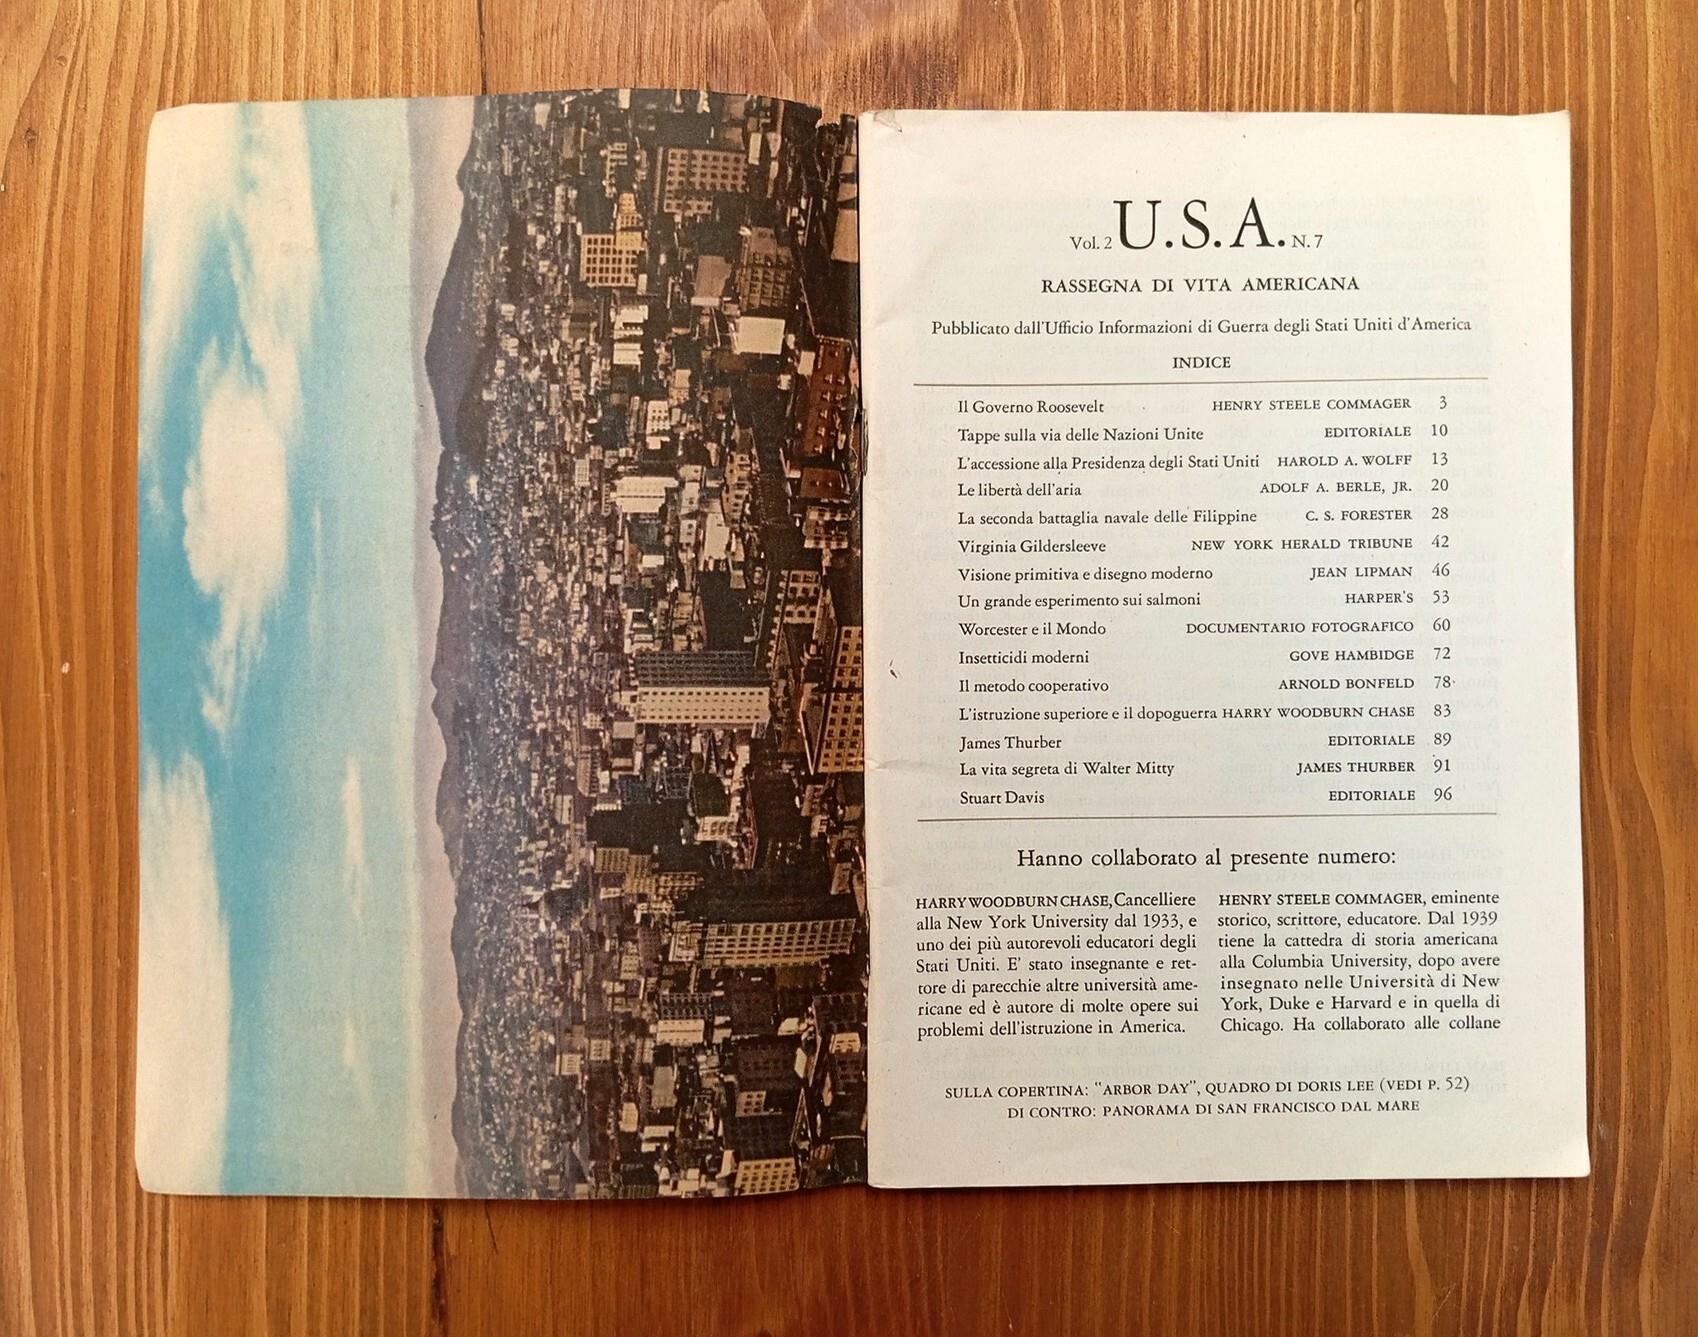 Vol. 2 U.S.A. N. 7
RASSEGNA DI VITA AMERICANA
Pubblicato dall'Ufficio Informazioni di Guerra degli Stati Uniti d'America
INDICE
Il Governo Roosevelt HENRY STEELE COMMAGER 3
Tappe sulla via delle Nazioni Unite EDITORIALE 10
L'accessione alla Presidenza degli Stati Uniti HAROLD A. WOLFF 13
Le libertà dell'aria ADOLF A. BERLE, JR. 20
La seconda battaglia navale delle Filippine C. S. FORESTER 28
Virginia Gildersleeve NEW YORK HERALD TRIBUNE 42
Visione primitiva e disegno moderno JEAN LIPMAN 46
Un grande esperimento sui salmoni HARPER'S 53
Worcester e il Mondo DOCUMENTARIO FOTOGRAFICO 60
Insetticidi moderni GOVE HAMBIDGE 72
Il metodo cooperativo ARNOLD BONFELD 78
L'istruzione superiore e il dopoguerra HARRY WOODBURN CHASE 83
James Thurber EDITORIALE 89
La vita segreta di Walter Mitty JAMES THURBER 91
Stuart Davis EDITORIALE 96
Hanno collaborato al presente numero:
HARRY WOODBURN CHASE, Cancelliere
alla New York University dal 1933, e
uno dei più autorevoli educatori degli
Stati Uniti. E' stato insegnante e ret-
tore di parecchie altre università ame-
ricane ed è autore di molte opere sui
problemi dell'istruzione in America.
HENRY STEELE COMMAGER, eminente
storico, scrittore, educatore. Dal 1939
tiene la cattedra di storia americana
alla Columbia University, dopo avere
insegnato nelle Università di New
York, Duke e Harvard e in quella di
Chicago. Ha collaborato alle collane
SULLA COPERTINA: "ARBOR DAY", QUADRO DI DORIS LEE (VEDI P. 52)
DI CONTRO: PANORAMA DI SAN FRANCISCO DAL MARE